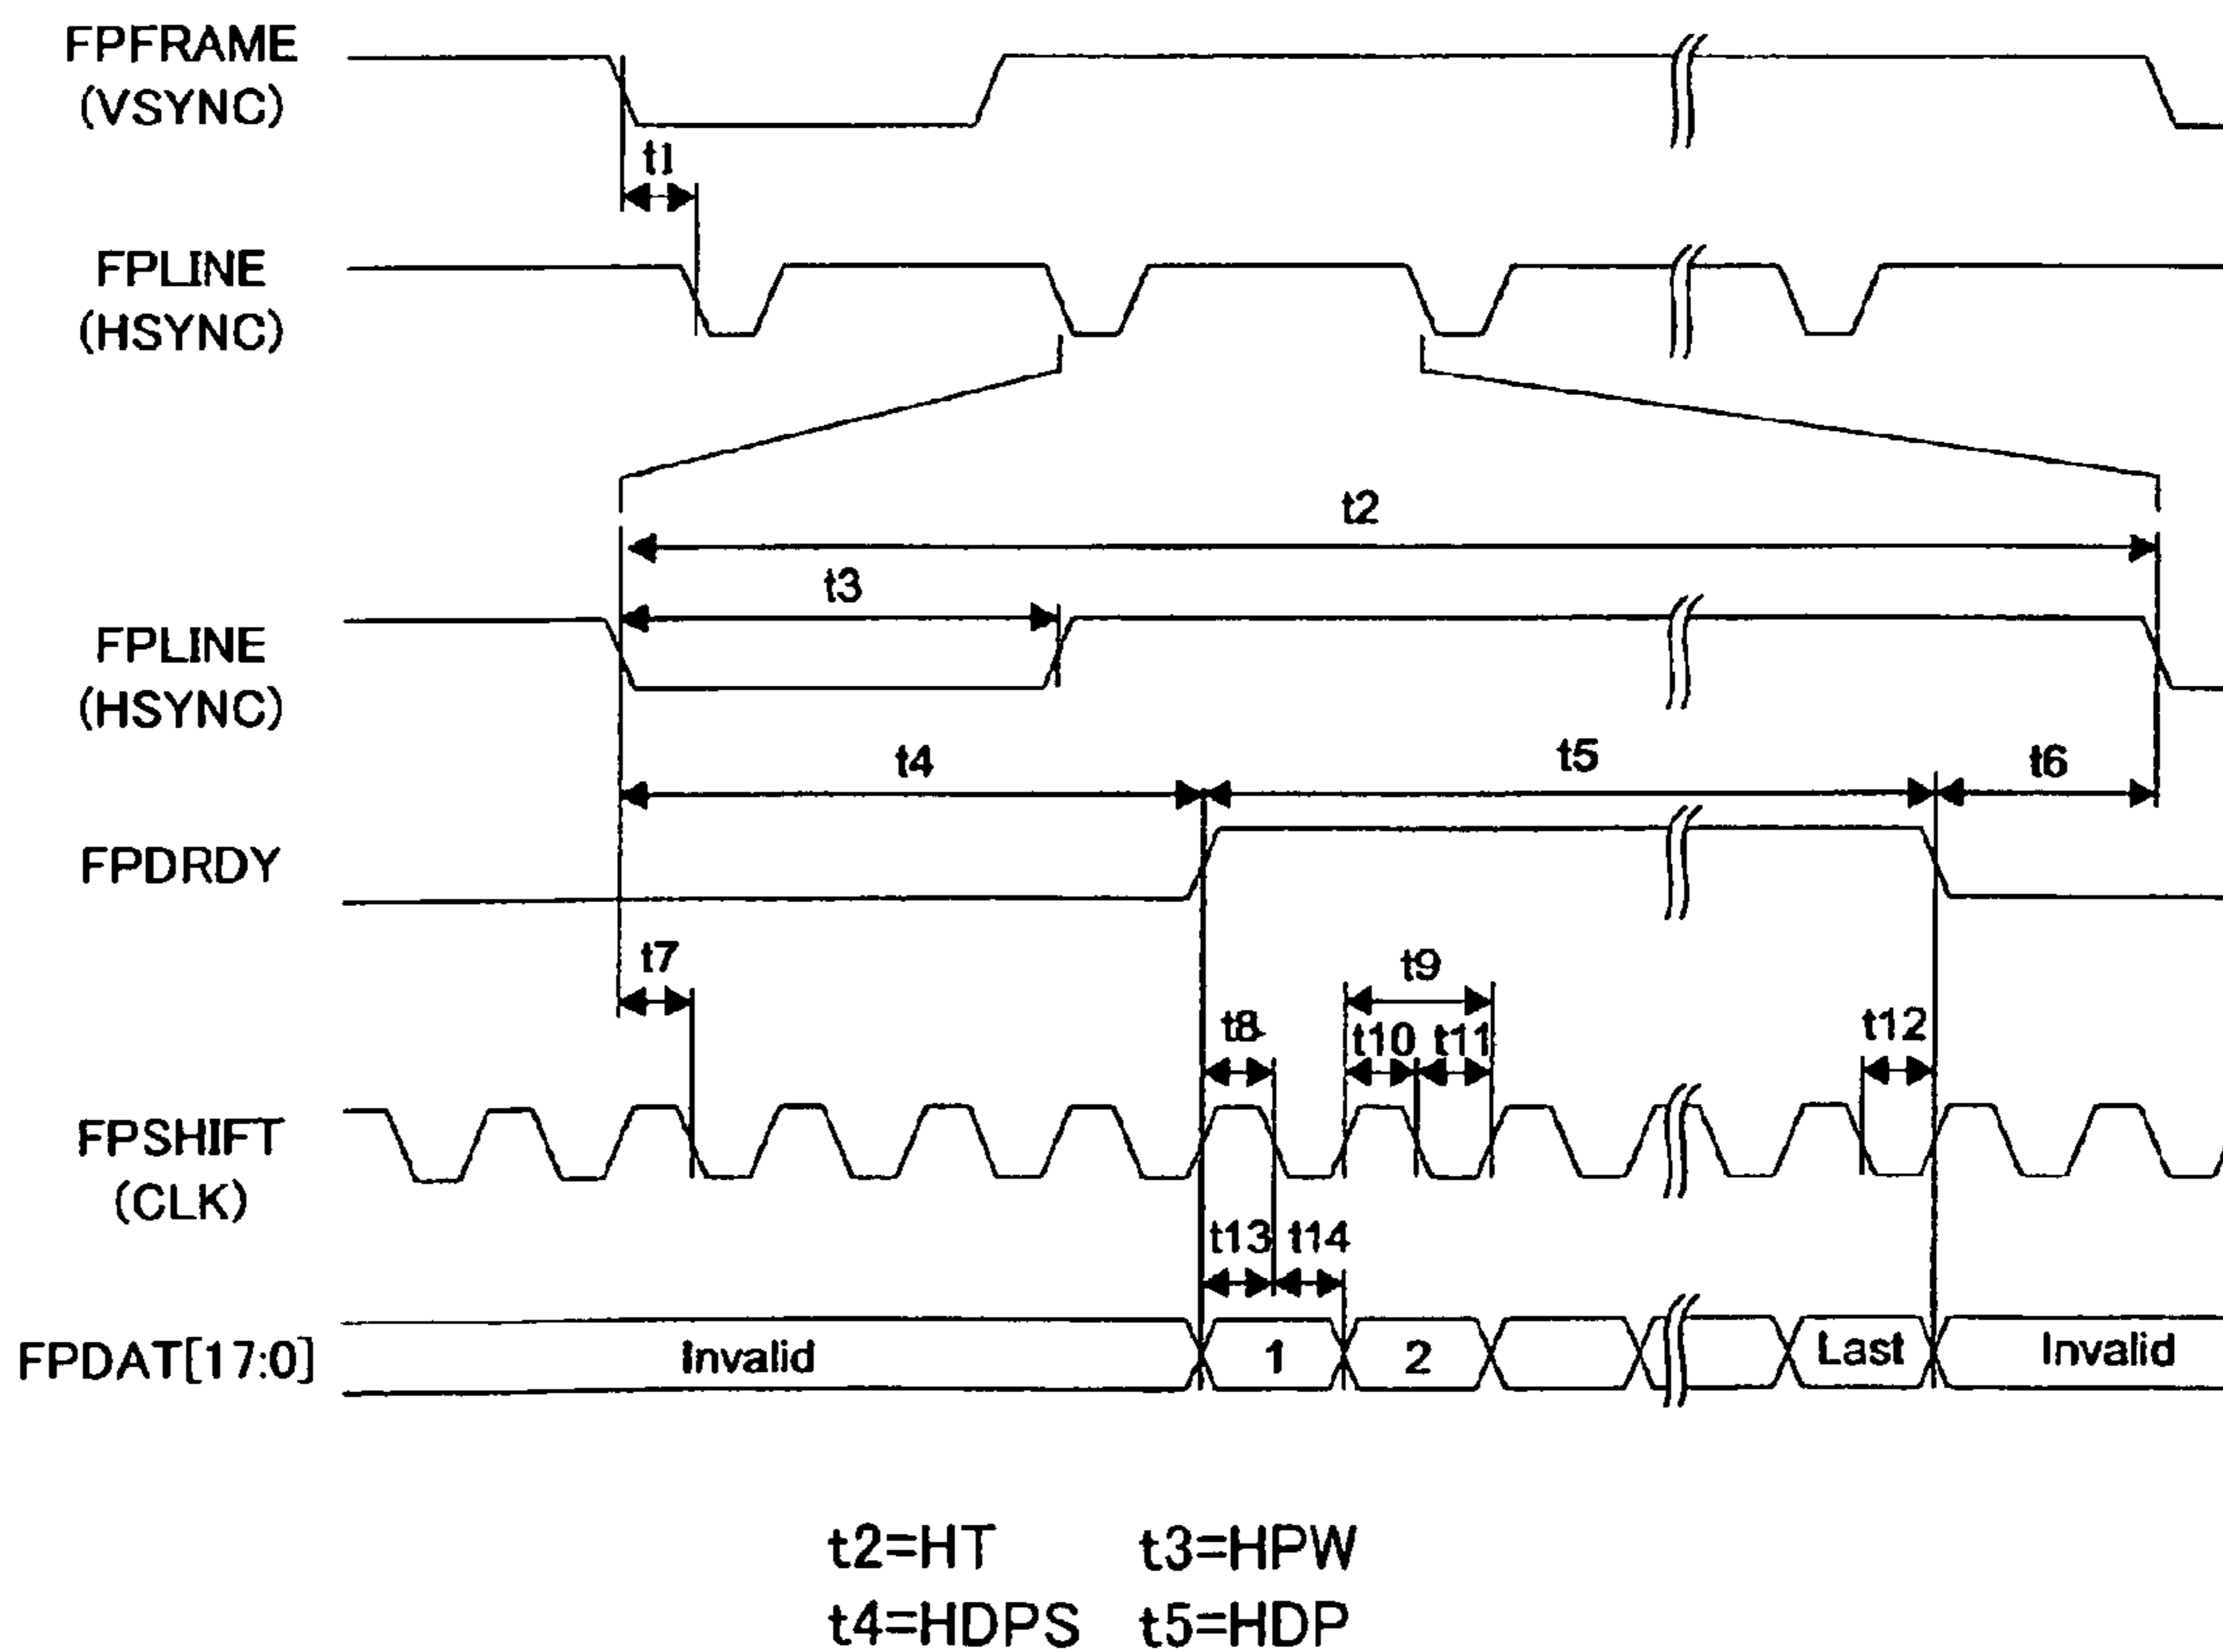 FPFRAME
(VSYNC)
t1
FPLINE
(HSYNC)
t2
t3
FPLINE
(HSYNC)
t4 t5 t6
FPDRDY
t7 t9
t8 t10 t11 t12
FPSHIFT
(CLK)
t13 t14
FPDAT[17:0] Invalid 1 2 Last Invalid
t2=HT t3=HPW
t4=HDPS t5=HDP